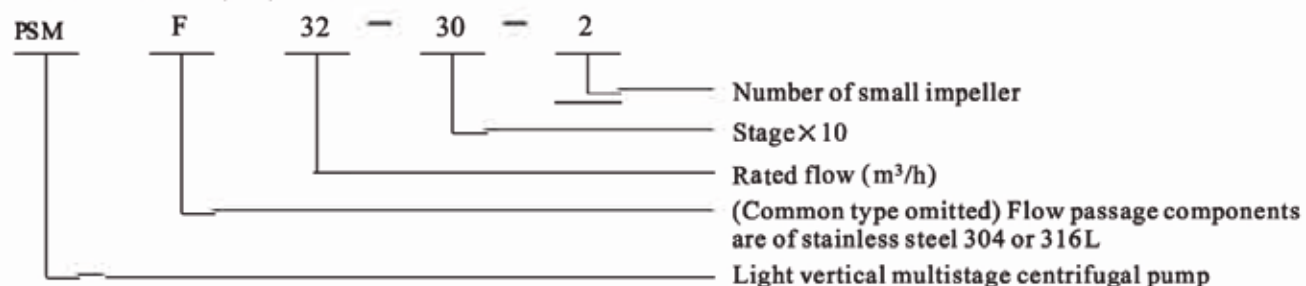 PSM F 32 - 30 - 2
Number of small impeller
Stage×10
Rated flow (m³/h)
(Common type omitted) Flow passage components
are of stainless steel 304 or 316L
Light vertical multistage centrifugal pump